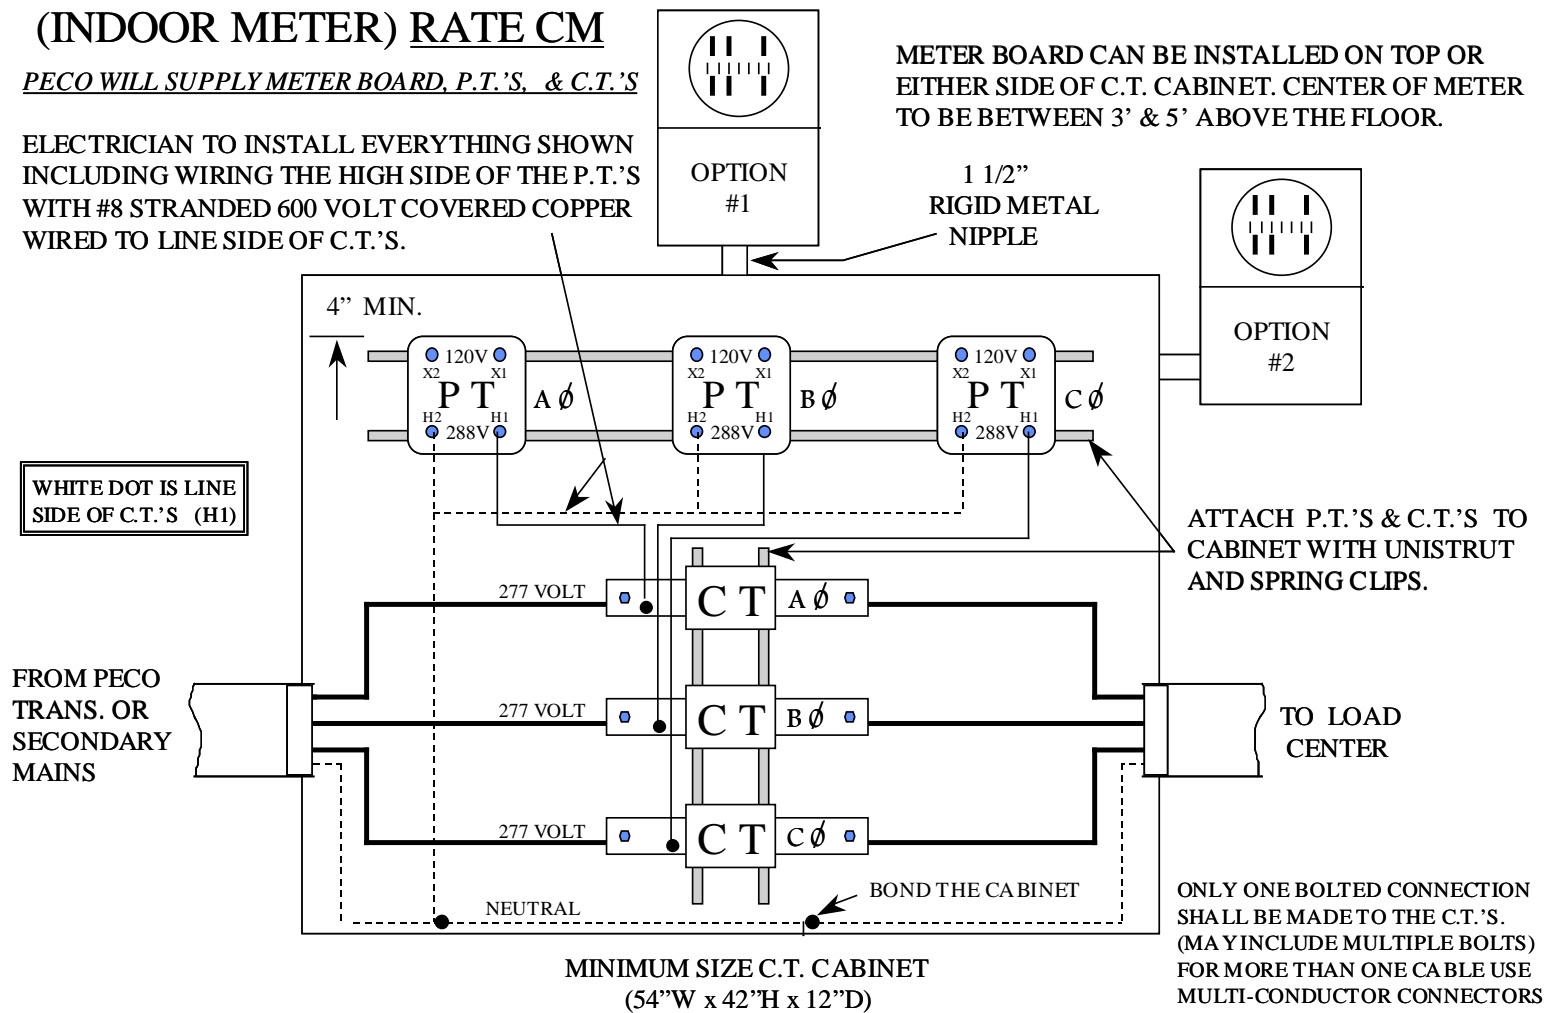 (INDOOR METER) RATE CM
PECO WILL SUPPLY METER BOARD, P.T.'S, & C.T.'S
ELECTRICIAN TO INSTALL EVERYTHING SHOWN
INCLUDING WIRING THE HIGH SIDE OF THE P.T.'S
WITH #8 STRANDED 600 VOLT COVERED COPPER
WIRED TO LINE SIDE OF C.T.'S.
OPTION
#1
METER BOARD CAN BE INSTALLED ON TOP OR
EITHER SIDE OF C.T. CABINET. CENTER OF METER
TO BE BETWEEN 3' & 5' ABOVE THE FLOOR.
1 1/2"
RIGID METAL
NIPPLE
OPTION
#2
4" MIN.
120V
X2 X1
P T
H2 H1
288V
A Ø
120V
X2 X1
P T
H2 H1
288V
B Ø
120V
X2 X1
P T
H2 H1
288V
C Ø
WHITE DOT IS LINE
SIDE OF C.T.'S (H1)
ATTACH P.T.'S & C.T.'S TO
CABINET WITH UNISTRUT
AND SPRING CLIPS.
277 VOLT
C T
A Ø
277 VOLT
C T
B Ø
277 VOLT
C T
C Ø
FROM PECO
TRANS. OR
SECONDARY
MAINS
TO LOAD
CENTER
NEUTRAL
BOND THE CABINET
ONLY ONE BOLTED CONNECTION
SHALL BE MADE TO THE C.T.'S.
(MAY INCLUDE MULTIPLE BOLTS)
FOR MORE THAN ONE CABLE USE
MULTI-CONDUCTOR CONNECTORS
MINIMUM SIZE C.T. CABINET
(54"W x 42"H x 12"D)